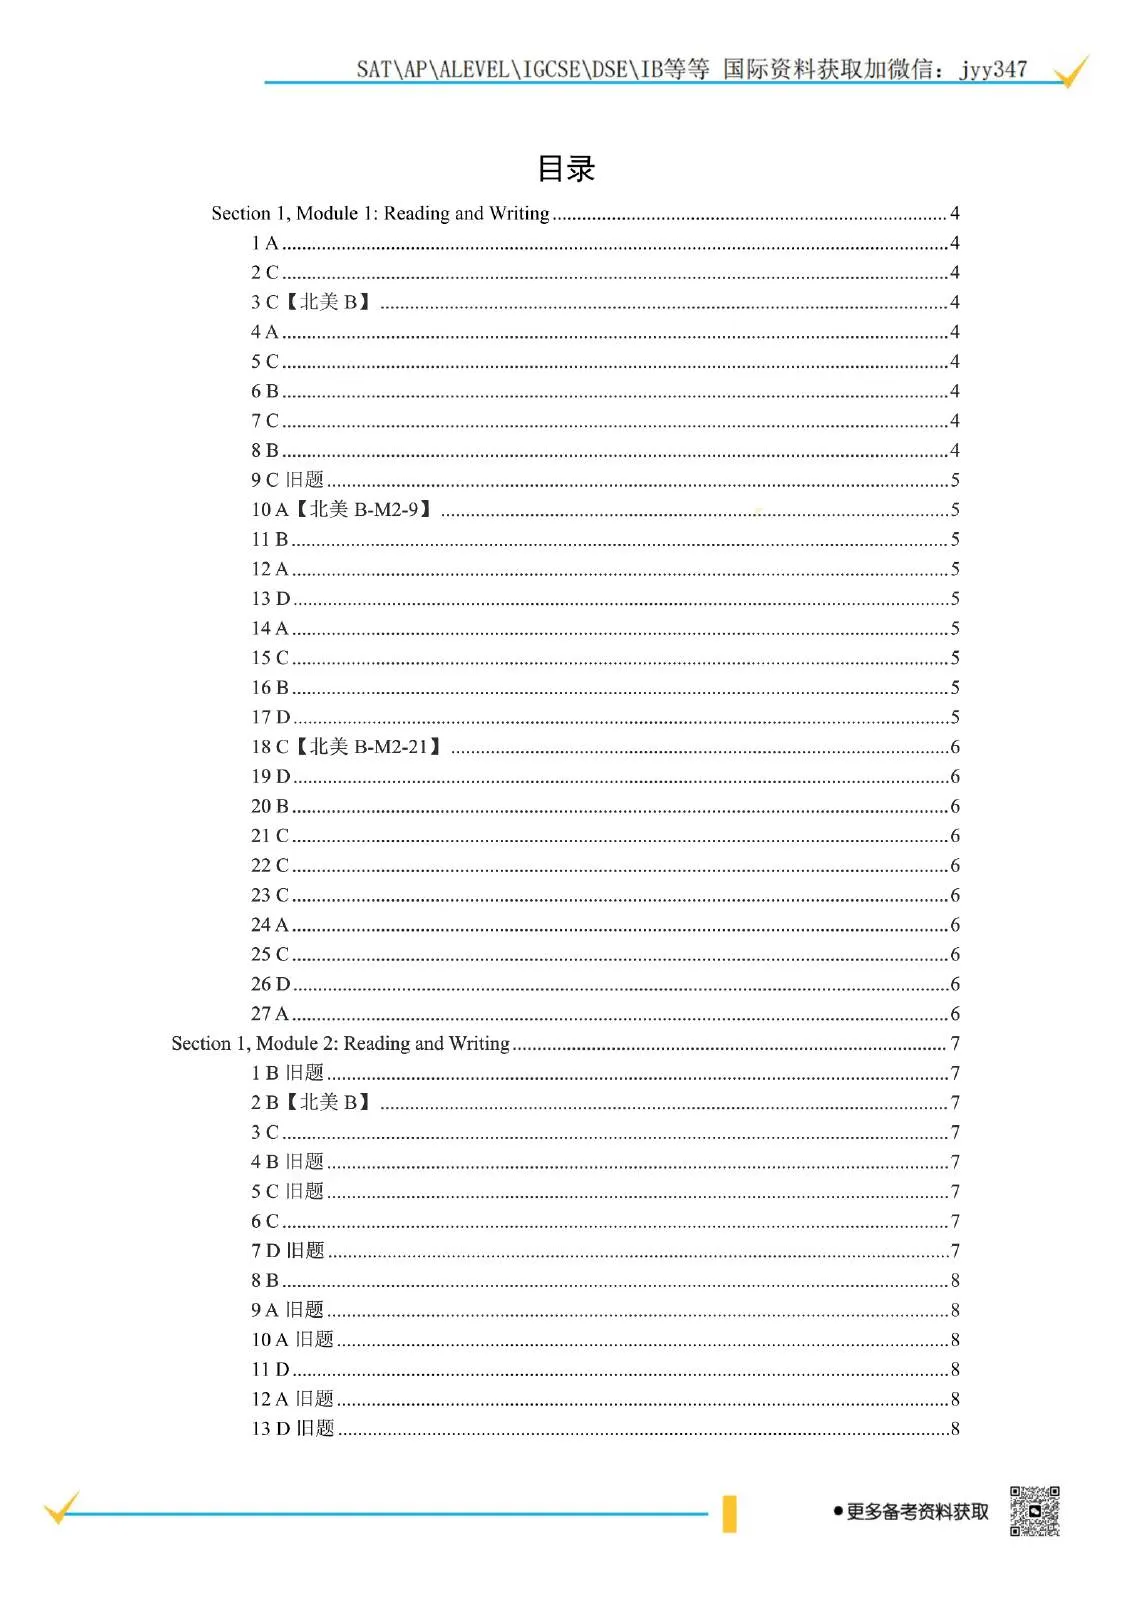 SAT\AP\ALEVEL\IGCSE\DSE\IB等等 国际资料获取加微信：jyy347
目录
Section 1, Module 1: Reading and Writing 4
1 A 4
2 C 4
3 C【北美 B】 4
4 A 4
5 C 4
6 B 4
7 C 4
8 B 4
9 C 旧题 5
10 A【北美 B-M2-9】 5
11 B 5
12 A 5
13 D 5
14 A 5
15 C 5
16 B 5
17 D 5
18 C【北美 B-M2-21】 6
19 D 6
20 B 6
21 C 6
22 C 6
23 C 6
24 A 6
25 C 6
26 D 6
27 A 6
Section 1, Module 2: Reading and Writing 7
1 B 旧题 7
2 B【北美 B】 7
3 C 7
4 B 旧题 7
5 C 旧题 7
6 C 7
7 D 旧题 7
8 B 8
9 A 旧题 8
10 A 旧题 8
11 D 8
12 A 旧题 8
13 D 旧题 8
●更多备考资料获取